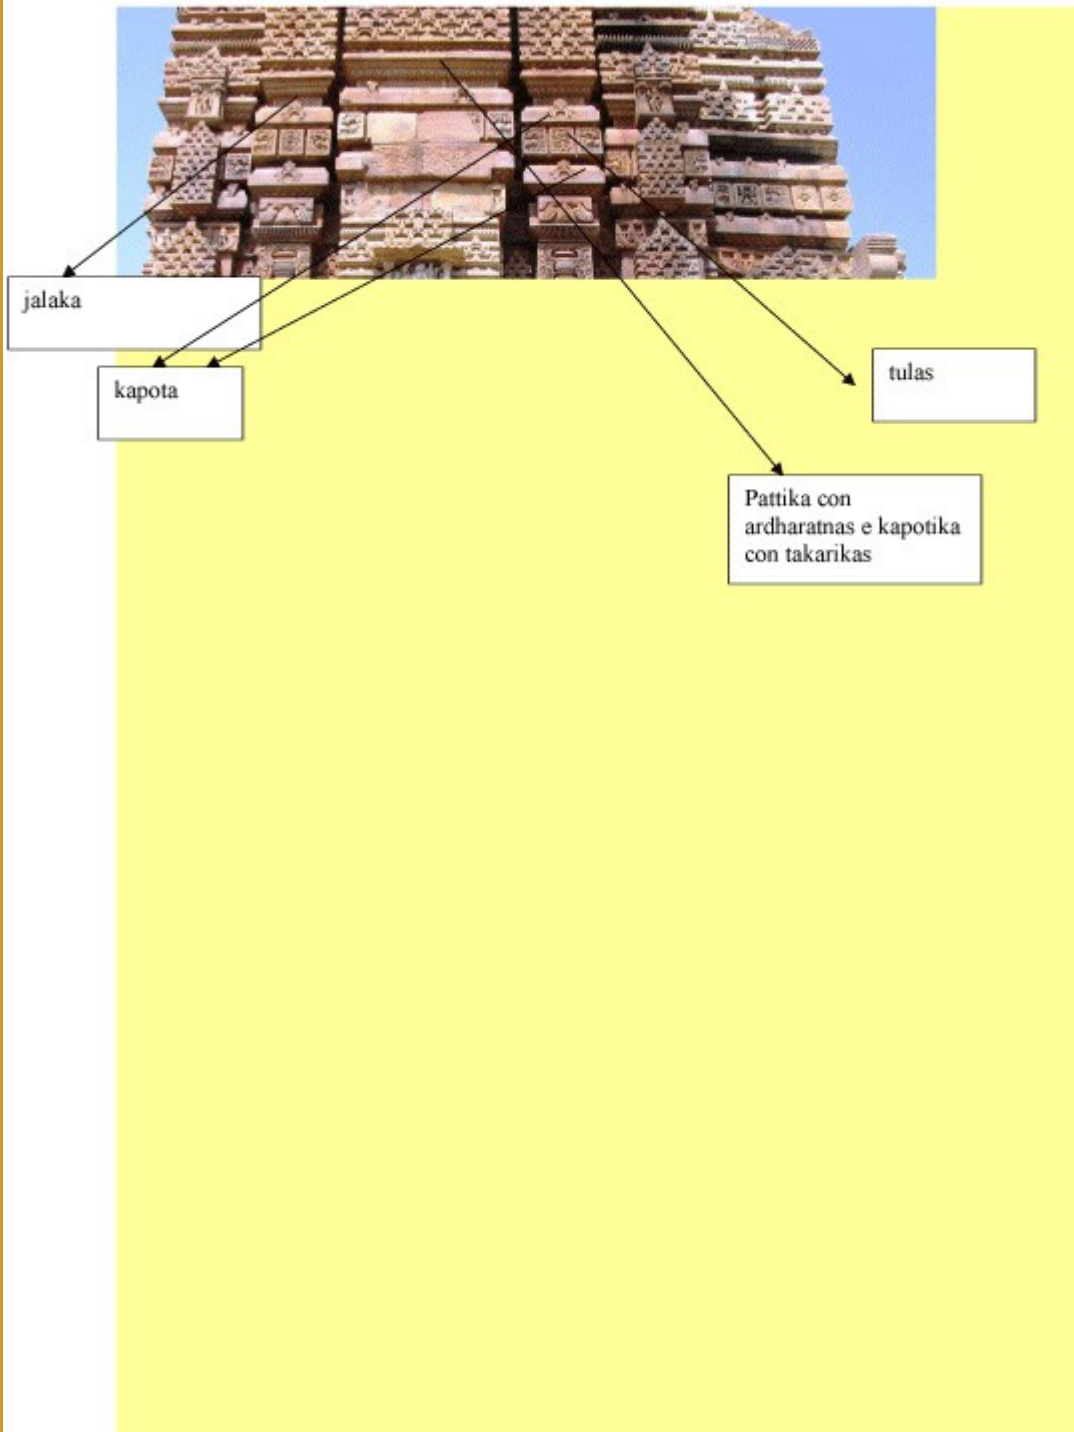 jalaka
kapota
tulas
Pattika con
ardharatnas e kapotika
con takarikas